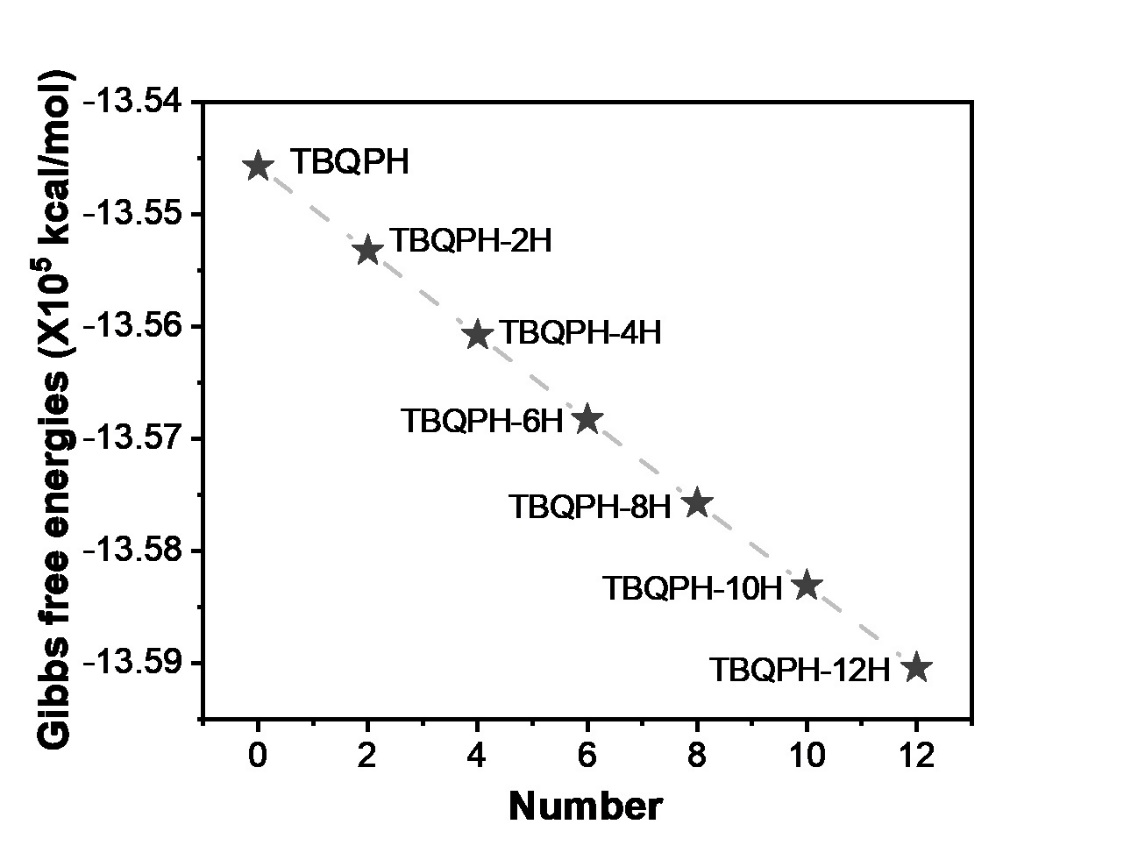 Gibbs free energies (X10⁵ kcal/mol)
-13.54
-13.55
-13.56
-13.57
-13.58
-13.59
TBQPH
TBQPH-2H
TBQPH-4H
TBQPH-6H
TBQPH-8H
TBQPH-10H
TBQPH-12H
0 2 4 6 8 10 12
Number